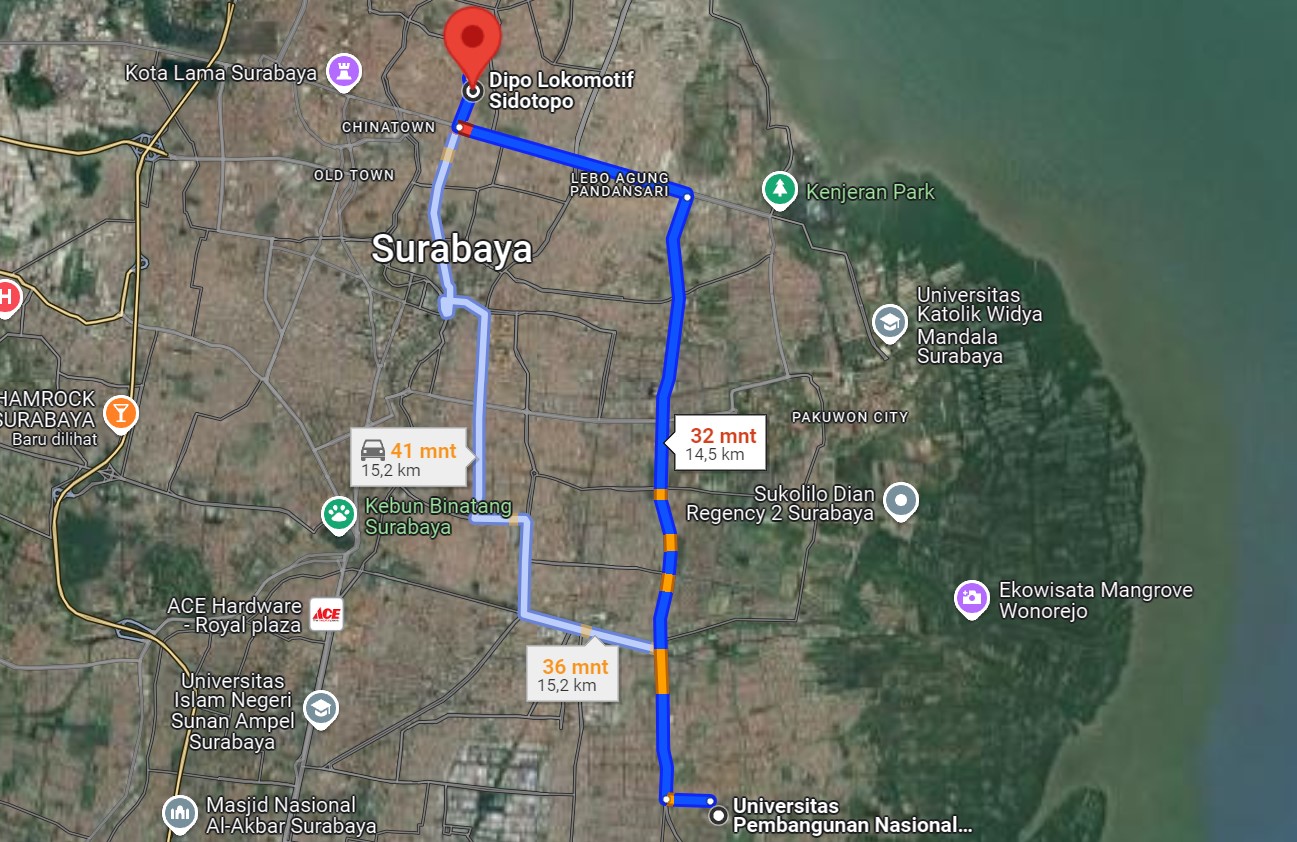 Kota Lama Surabaya
Dipo Lokomotif
Sidotopo
CHINATOWN
OLD TOWN
LEBO AGUNG
PANDANSARI
Kenjeran Park
Surabaya
H
Universitas
Katolik Widya
Mandala
Surabaya
HAMROCK
SURABAYA
Baru dilihat
PAKUWON CITY
32 mnt
14,5 km
41 mnt
15,2 km
Kebun Binatang
Surabaya
Sukolilo Dian
Regency 2 Surabaya
Ekowisata Mangrove
Wonorejo
ACE Hardware
- Royal plaza
ACE
36 mnt
15,2 km
Universitas
Islam Negeri
Sunan Ampel
Surabaya
Masjid Nasional
Al-Akbar Surabaya
Universitas
Pembangunan Nasional...